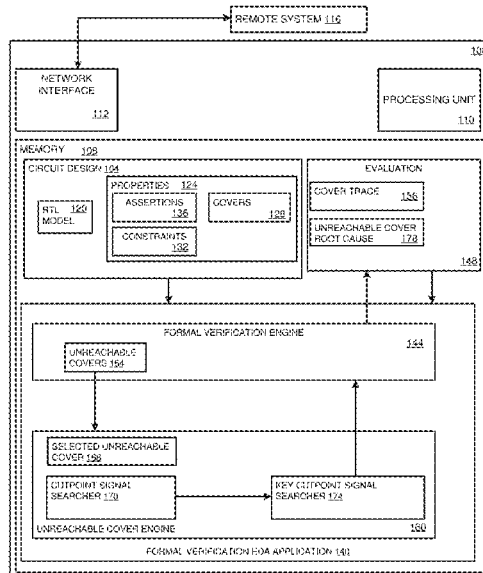 REMOTE SYSTEM 116
NETWORK
INTERFACE
112
PROCESSING UNIT
110
MEMORY 108
CIRCUIT DESIGN 104
PROPERTIES 124
ASSERTIONS
136
COVERS
128
RTL 120
MODEL
CONSTRAINTS
132
EVALUATION
COVER TRACE
156
UNREACHABLE COVER
ROOT CAUSE 178
148
FORMAL VERIFICATION ENGINE
144
UNREACHABLE
COVERS 164
SELECTED UNREACHABLE
COVER 168
CUTPOINT SIGNAL
SEARCHER 170
KEY CUTPOINT SIGNAL
SEARCHER 174
UNREACHABLE COVER ENGINE
160
FORMAL VERIFICATION EDA APPLICATION 140